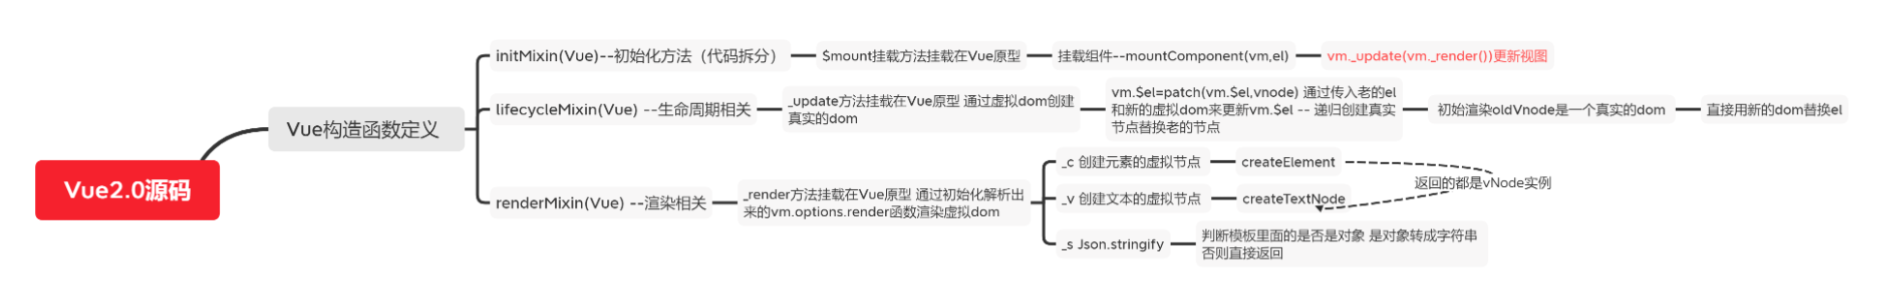 Vue2.0源码
Vue构造函数定义
initMixin(Vue)--初始化方法（代码拆分）
$mount挂载方法挂载在Vue原型
挂载组件--mountComponent(vm,el)
vm._update(vm._render())更新视图
lifecycleMixin(Vue) --生命周期相关
_update方法挂载在Vue原型 通过虚拟dom创建
真实的dom
vm.$el=patch(vm.$el,vnode) 通过传入老的el
和新的虚拟dom来更新vm.$el -- 递归创建真实
节点替换老的节点
初始渲染oldVnode是一个真实的dom
直接用新的dom替换el
renderMixin(Vue) --渲染相关
_render方法挂载在Vue原型 通过初始化解析出
来的vm.options.render函数渲染虚拟dom
_c 创建元素的虚拟节点
createElement
_v 创建文本的虚拟节点
createTextNode
返回的都是vNode实例
_s Json.stringify
判断模板里面的是否是对象 是对象转成字符串
否则直接返回